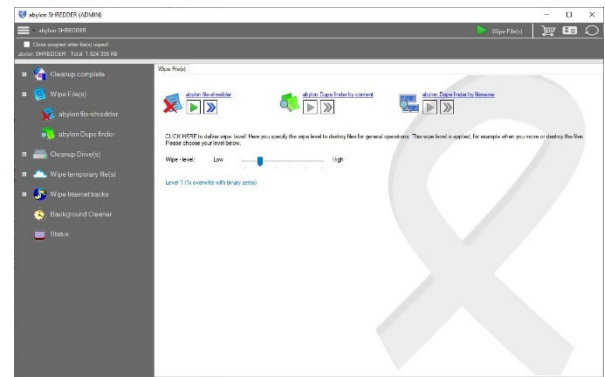 abylon SHREDDER (ADMIN)
abylon SHREDDER
Wipe File(s)
Close program after file(s) wiped!
abylon SHREDDER Total: 1.524.355 KB
Cleanup complete
Wipe File(s)
abylon file-shredder
abylon Dupe finder
Cleanup Drive(s)
Wipe temporary file(s)
Wipe Internet tracks
Background Cleaner
Status
Wipe File(s)
abylon file-shredder
abylon Dupe finder by content
abylon Dupe finder by filename
CLICK HERE to define wipe level! Here you specify the wipe level to destroy files for general operations. This wipe level is applied, for example when you move or destroy the files.
Please choose your level below.
Wipe -level: Low High
Level 1 (1x overwrite with binary zeros)